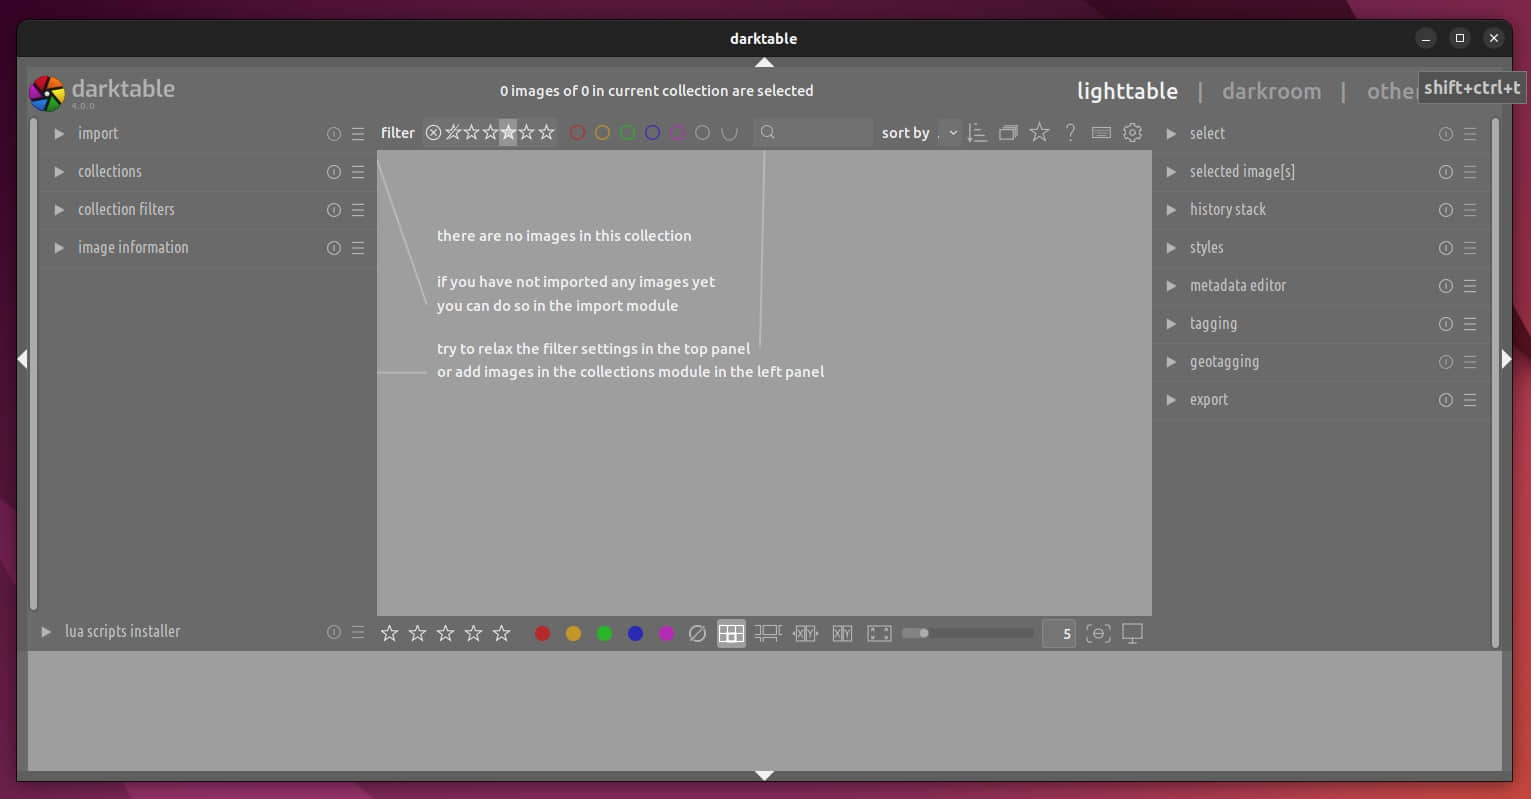 darktable
darktable
4.0.0
0 images of 0 in current collection are selected
lighttable | darkroom | other
shift+ctrl+t
import
collections
collection filters
image information
lua scripts installer
filter
sort by
?
there are no images in this collection
if you have not imported any images yet
you can do so in the import module
try to relax the filter settings in the top panel
or add images in the collections module in the left panel
X Y
X Y
5
select
selected image[s]
history stack
styles
metadata editor
tagging
geotagging
export